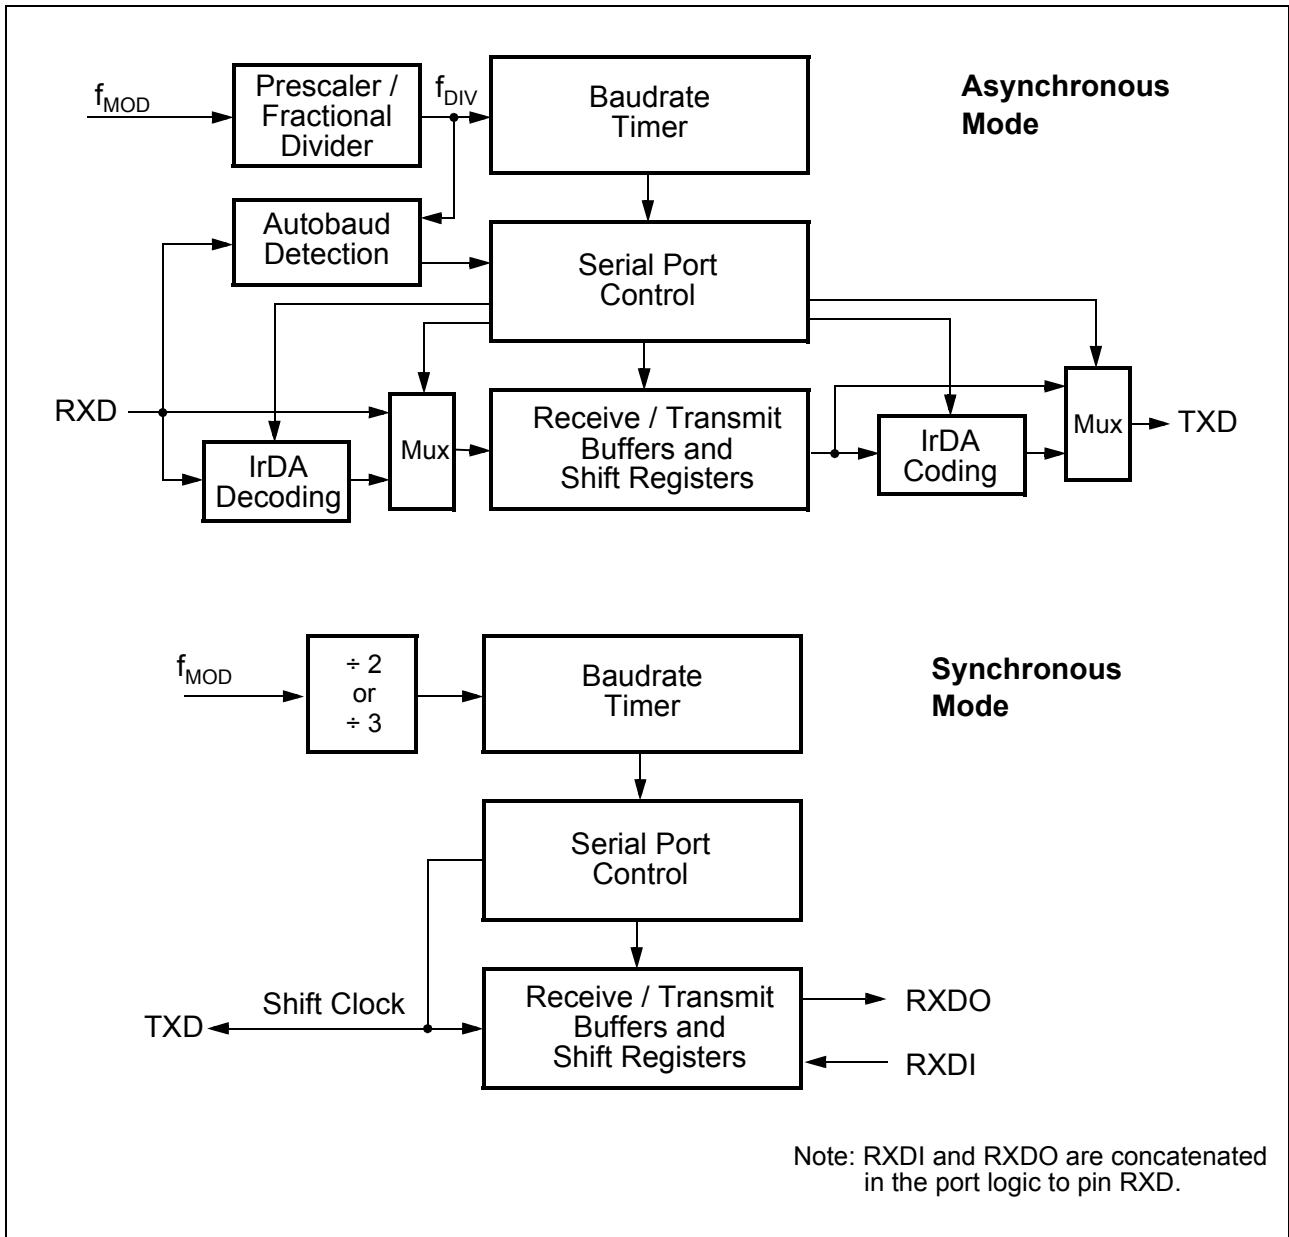 f_MOD
Prescaler /
Fractional
Divider
f_DIV
Baudrate
Timer
Asynchronous
Mode
Autobaud
Detection
Serial Port
Control
RXD
IrDA
Decoding
Mux
Receive / Transmit
Buffers and
Shift Registers
IrDA
Coding
Mux
TXD
f_MOD
÷ 2
or
÷ 3
Baudrate
Timer
Synchronous
Mode
Serial Port
Control
TXD
Shift Clock
Receive / Transmit
Buffers and
Shift Registers
RXDO
RXDI
Note: RXDI and RXDO are concatenated
in the port logic to pin RXD.